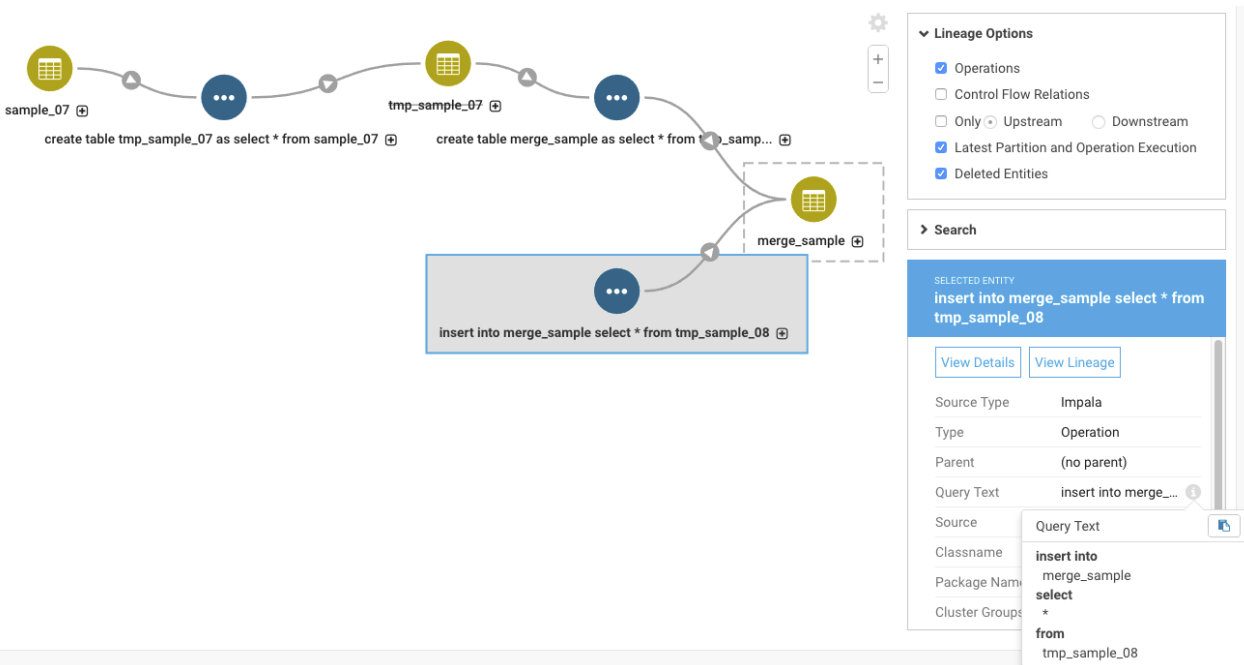 sample_07
create table tmp_sample_07 as select * from sample_07
tmp_sample_07
create table merge_sample as select * from t p_samp...
merge_sample
insert into merge_sample select * from tmp_sample_08
Lineage Options
Operations
Control Flow Relations
Only Upstream Downstream
Latest Partition and Operation Execution
Deleted Entities
Search
SELECTED ENTITY
insert into merge_sample select * from
tmp_sample_08
View Details View Lineage
Source Type Impala
Type Operation
Parent (no parent)
Query Text insert into merge_...
Source
Classname
Package Name
Cluster Groups
Query Text
insert into
merge_sample
select
*
from
tmp_sample_08